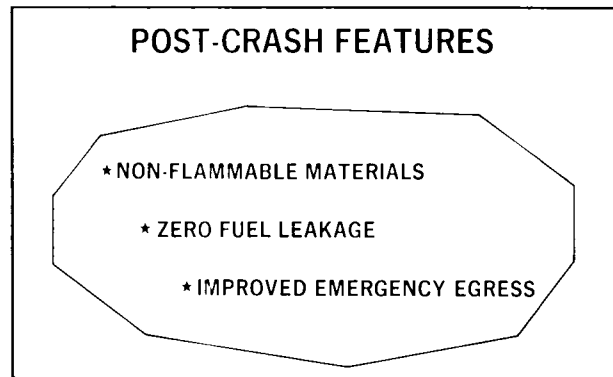 POST-CRASH FEATURES
★ NON-FLAMMABLE MATERIALS
★ ZERO FUEL LEAKAGE
★ IMPROVED EMERGENCY EGRESS